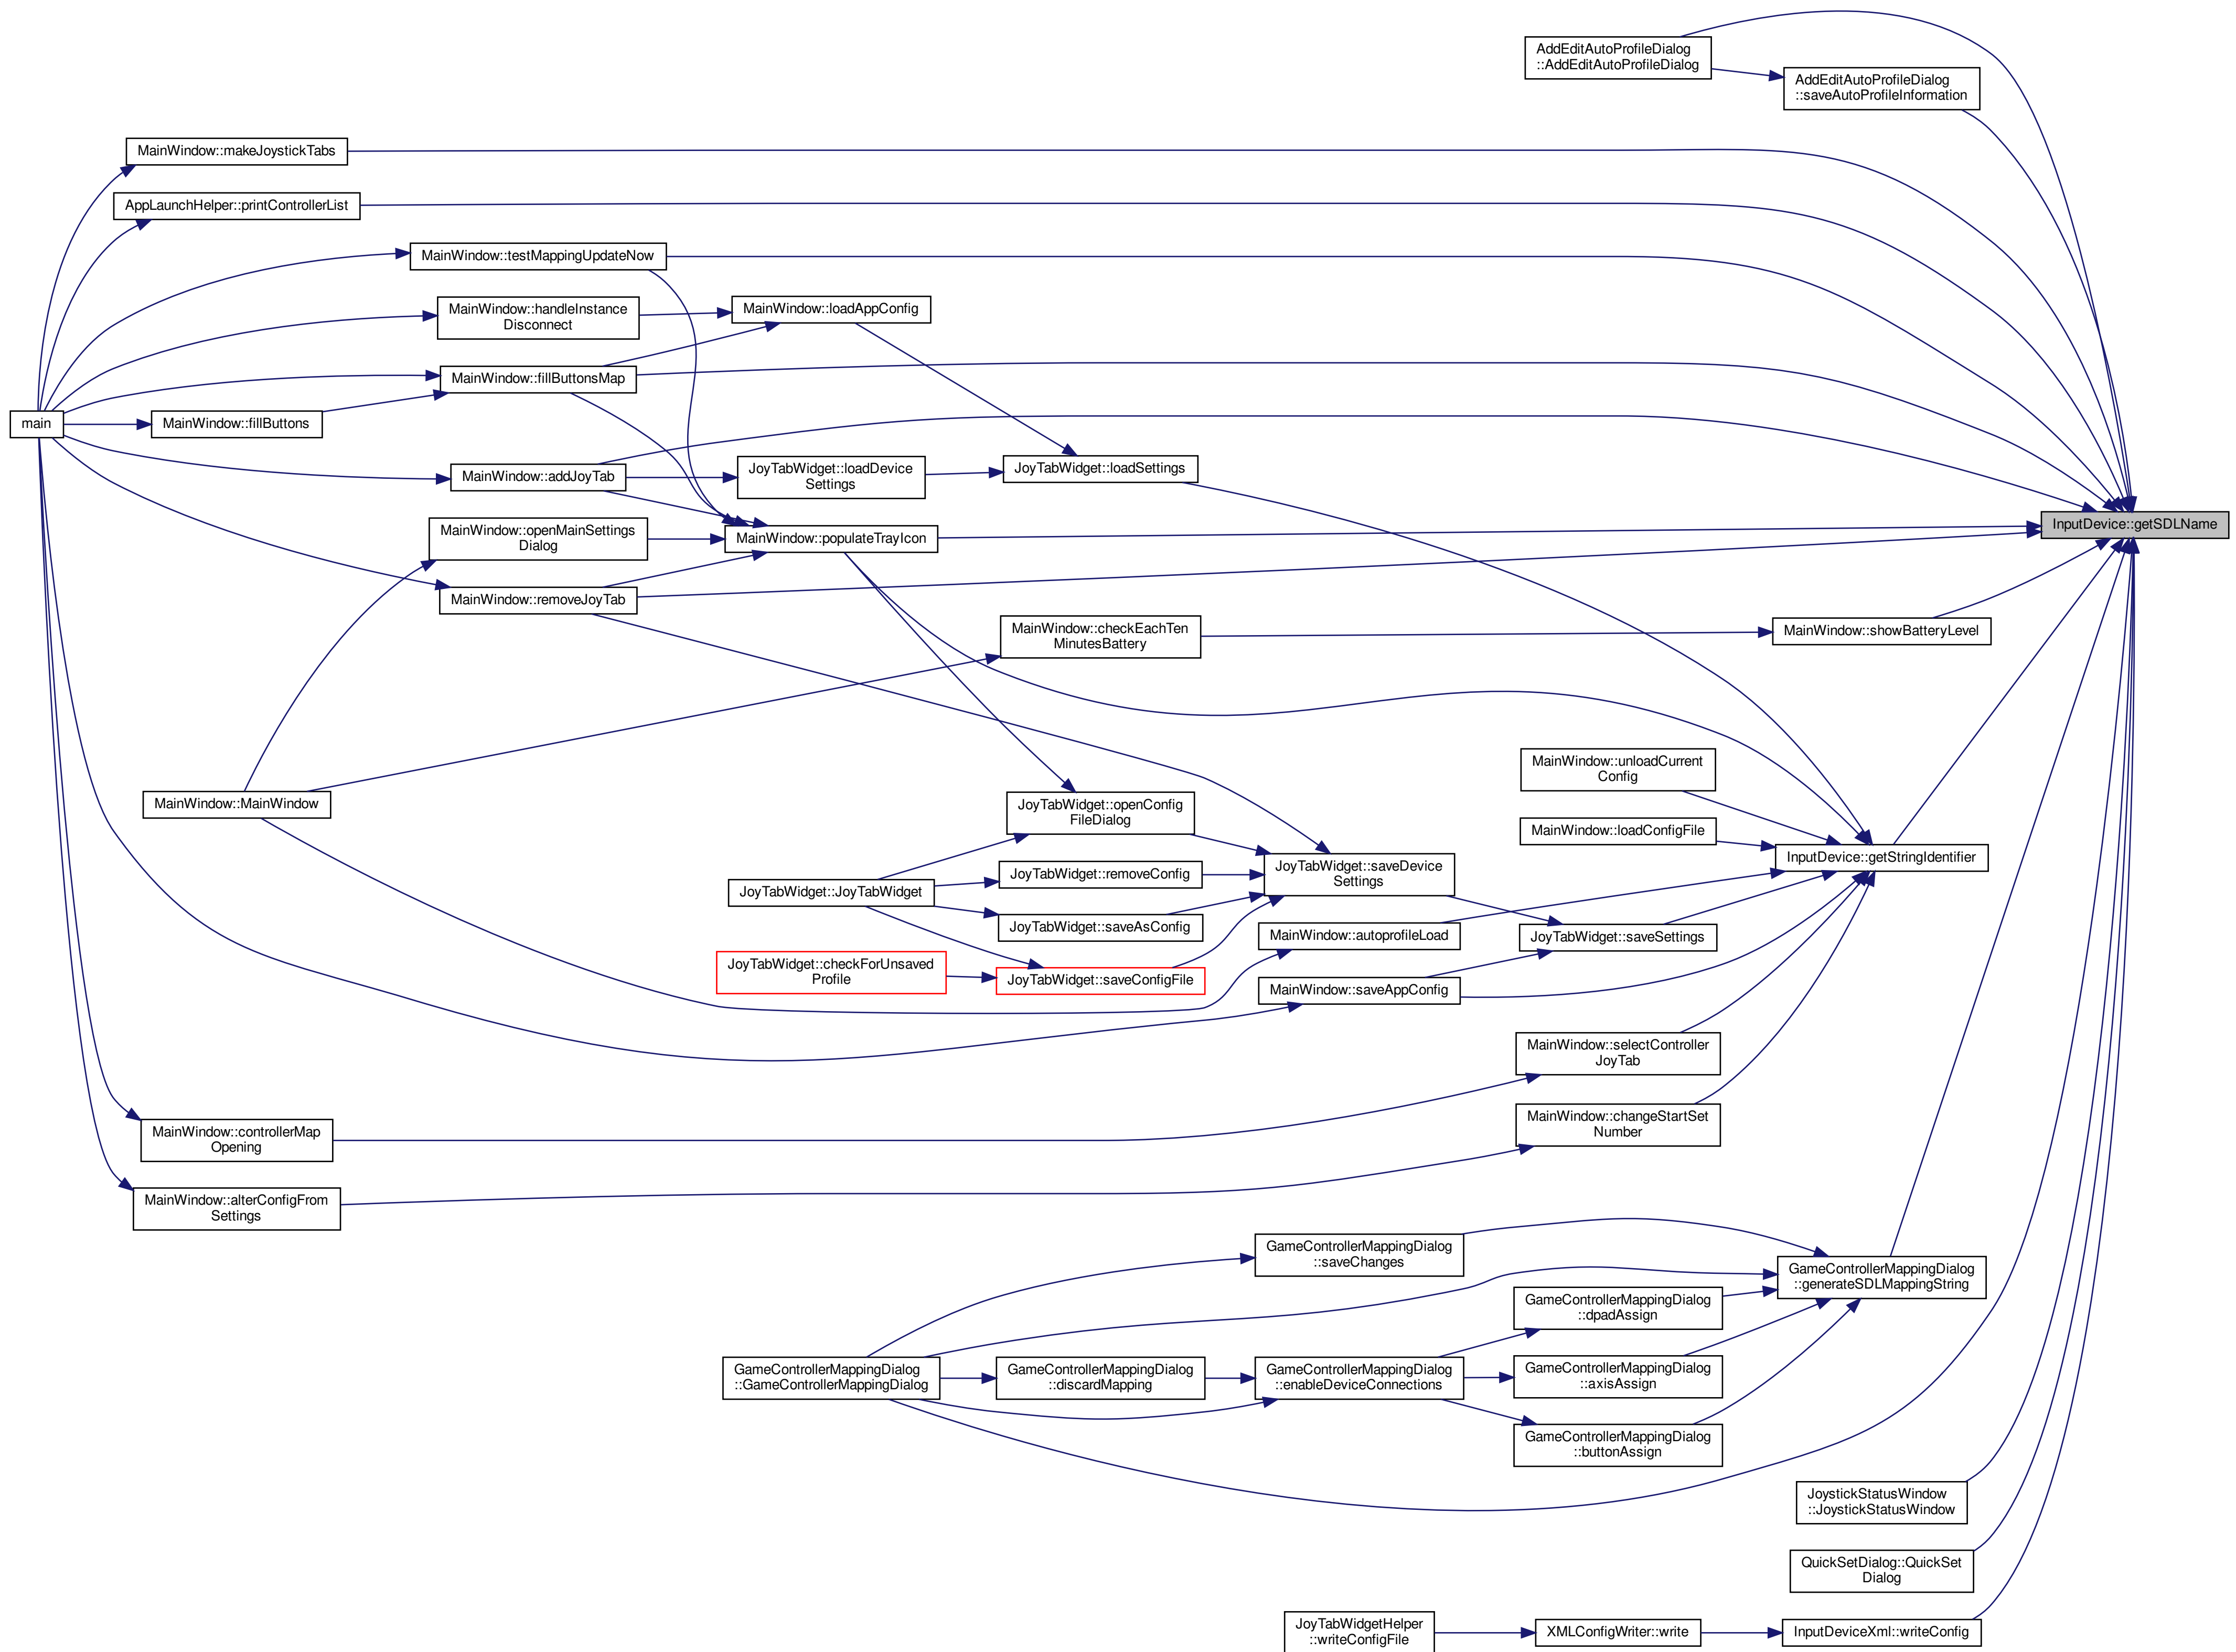 AddEditAutoProfileDialog
::AddEditAutoProfileDialog
AddEditAutoProfileDialog
::saveAutoProfileInformation
MainWindow::makeJoystickTabs
AppLaunchHelper::printControllerList
MainWindow::testMappingUpdateNow
MainWindow::handleInstance
Disconnect
MainWindow::loadAppConfig
MainWindow::fillButtonsMap
main
MainWindow::fillButtons
MainWindow::addJoyTab
JoyTabWidget::loadDevice
Settings
JoyTabWidget::loadSettings
InputDevice::getSDLName
MainWindow::openMainSettings
Dialog
MainWindow::populateTrayIcon
MainWindow::removeJoyTab
MainWindow::checkEachTen
MinutesBattery
MainWindow::showBatteryLevel
MainWindow::unloadCurrent
Config
MainWindow::MainWindow
JoyTabWidget::openConfig
FileDialog
MainWindow::loadConfigFile
InputDevice::getStringIdentifier
JoyTabWidget::JoyTabWidget
JoyTabWidget::removeConfig
JoyTabWidget::saveDevice
Settings
JoyTabWidget::saveAsConfig
MainWindow::autoprofileLoad
JoyTabWidget::saveSettings
JoyTabWidget::checkForUnsaved
Profile
JoyTabWidget::saveConfigFile
MainWindow::saveAppConfig
MainWindow::selectController
JoyTab
MainWindow::changeStartSet
Number
MainWindow::controllerMap
Opening
MainWindow::alterConfigFrom
Settings
GameControllerMappingDialog
::saveChanges
GameControllerMappingDialog
::generateSDLMappingString
GameControllerMappingDialog
::dpadAssign
GameControllerMappingDialog
::GameControllerMappingDialog
GameControllerMappingDialog
::discardMapping
GameControllerMappingDialog
::enableDeviceConnections
GameControllerMappingDialog
::axisAssign
GameControllerMappingDialog
::buttonAssign
JoystickStatusWindow
::JoystickStatusWindow
QuickSetDialog::QuickSet
Dialog
JoyTabWidgetHelper
::writeConfigFile
XMLConfigWriter::write
InputDeviceXml::writeConfig